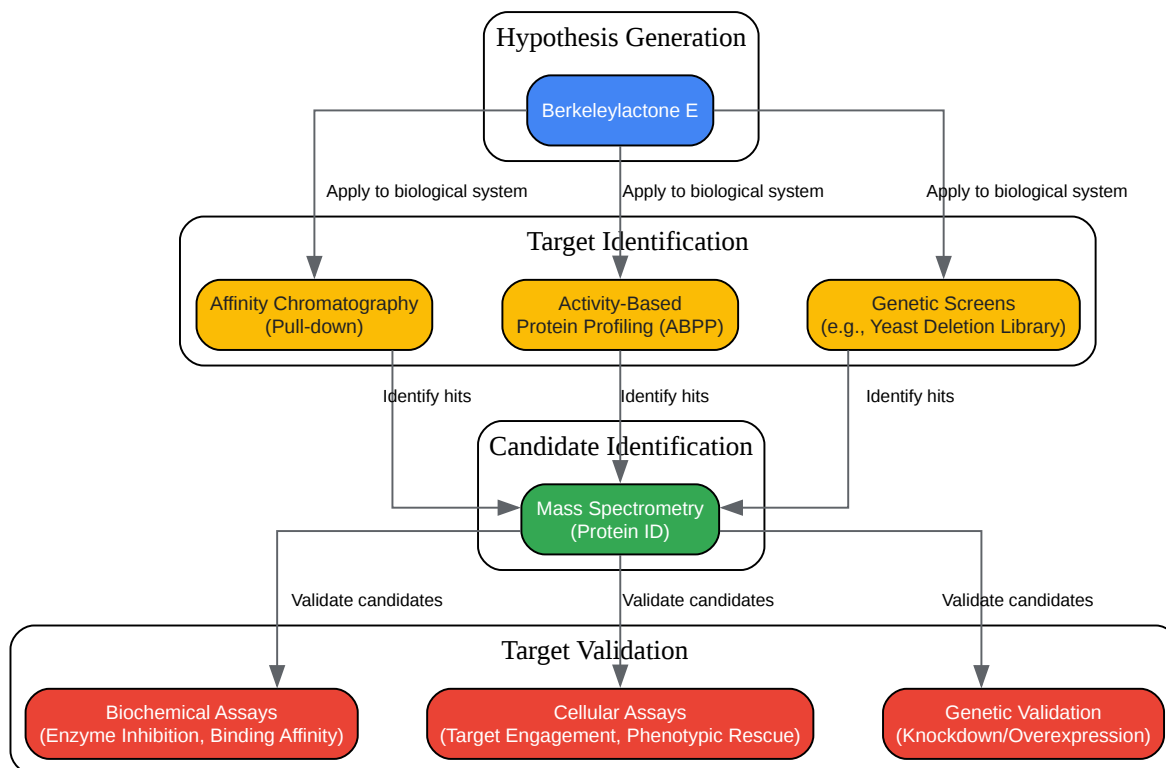 Hypothesis Generation
Berkeleylactone E
Apply to biological system
Apply to biological system
Apply to biological system
Target Identification
Affinity Chromatography
(Pull-down)
Activity-Based
Protein Profiling (ABPP)
Genetic Screens
(e.g., Yeast Deletion Library)
Identify hits
Identify hits
Identify hits
Candidate Identification
Mass Spectrometry
(Protein ID)
Validate candidates
Validate candidates
Validate candidates
Target Validation
Biochemical Assays
(Enzyme Inhibition, Binding Affinity)
Cellular Assays
(Target Engagement, Phenotypic Rescue)
Genetic Validation
(Knockdown/Overexpression)